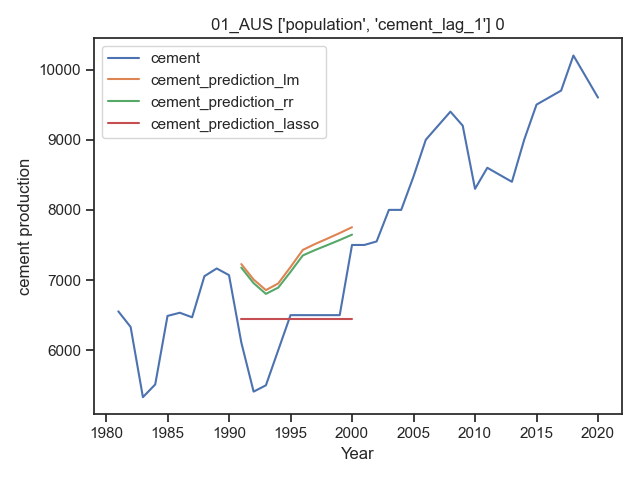 01_AUS ['population', 'cement_lag_1'] 0
cement
cement_prediction_lm
cement_prediction_rr
cement_prediction_lasso
10000
9000
8000
7000
6000
cement production
1980 1985 1990 1995 2000 2005 2010 2015 2020
Year